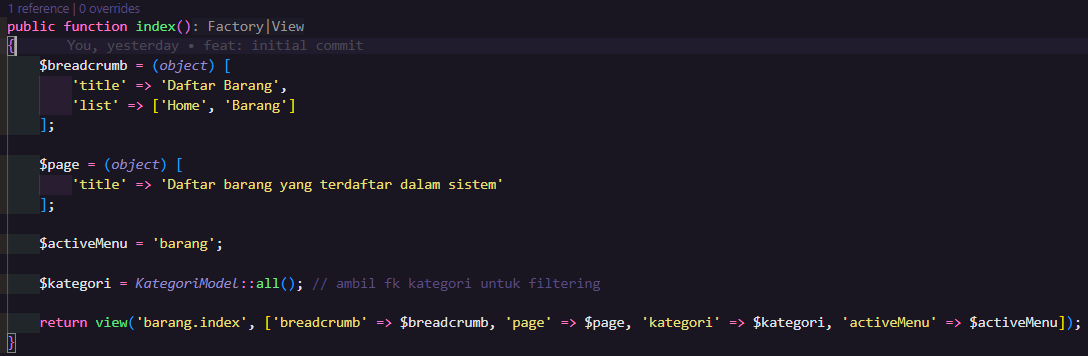 1 reference | 0 overrides
public function index(): Factory|View
{ You, yesterday • feat: initial commit
$breadcrumb = (object) [
'title' => 'Daftar Barang',
'list' => ['Home', 'Barang']
];
$page = (object) [
'title' => 'Daftar barang yang terdaftar dalam sistem'
];
$activeMenu = 'barang';
$kategori = KategoriModel::all(); // ambil fk kategori untuk filtering
return view('barang.index', ['breadcrumb' => $breadcrumb, 'page' => $page, 'kategori' => $kategori, 'activeMenu' => $activeMenu]);
}